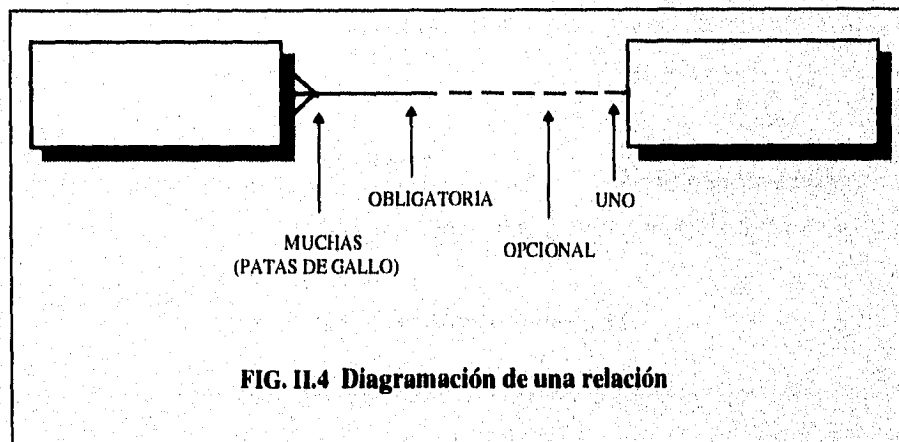 OBLIGATORIA
UNO
MUCHAS
(PATAS DE GALLO)
OPCIONAL
FIG. II.4 Diagramación de una relación